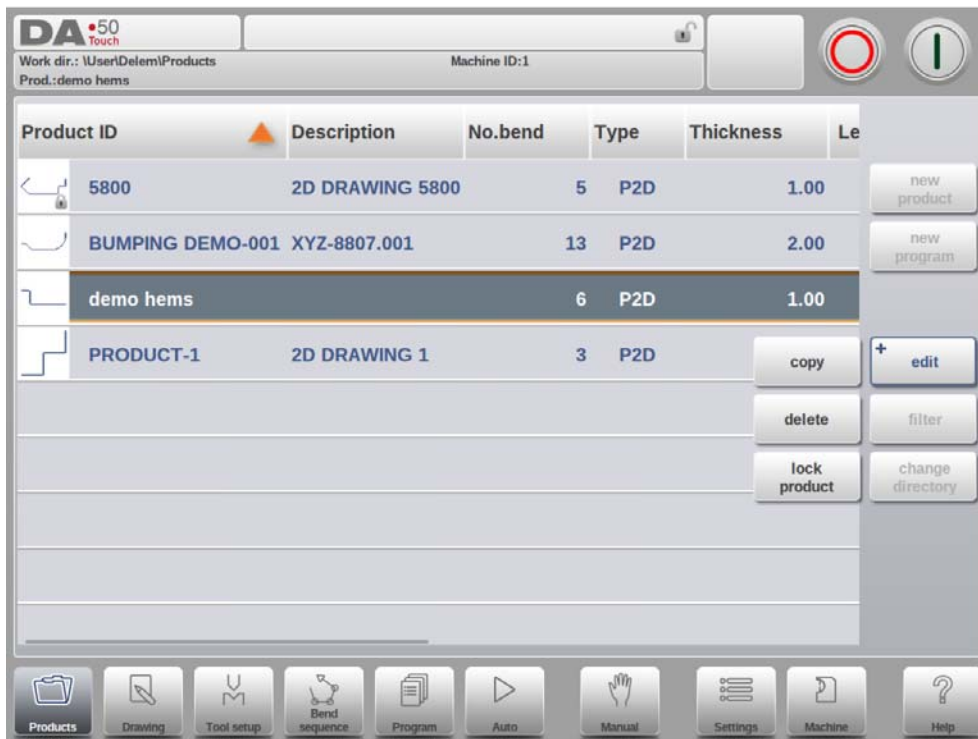 DA•50
Touch
Work dir.: \User\Delem\Products
Machine ID:1
Prod.:demo hems
Product ID Description No.bend Type Thickness Le
5800 2D DRAWING 5800 5 P2D 1.00
BUMPING DEMO-001 XYZ-8807.001 13 P2D 2.00
demo hems 6 P2D 1.00
PRODUCT-1 2D DRAWING 1 3 P2D
new
product
new
program
copy
+ edit
delete
filter
lock
product
change
directory
Products
Drawing
Tool setup
Bend
sequence
Program
Auto
Manual
Settings
Machine
Help